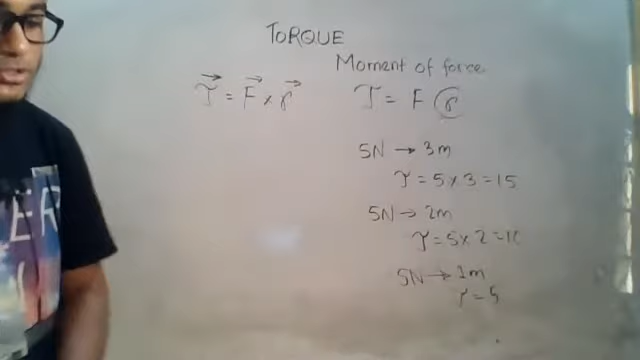 TORQUE
Moment of force
τ = F × r
τ = F r
5N → 3m
τ = 5 × 3 = 15
5N → 2m
τ = 5 × 2 = 10
5N → 1m
τ = 5